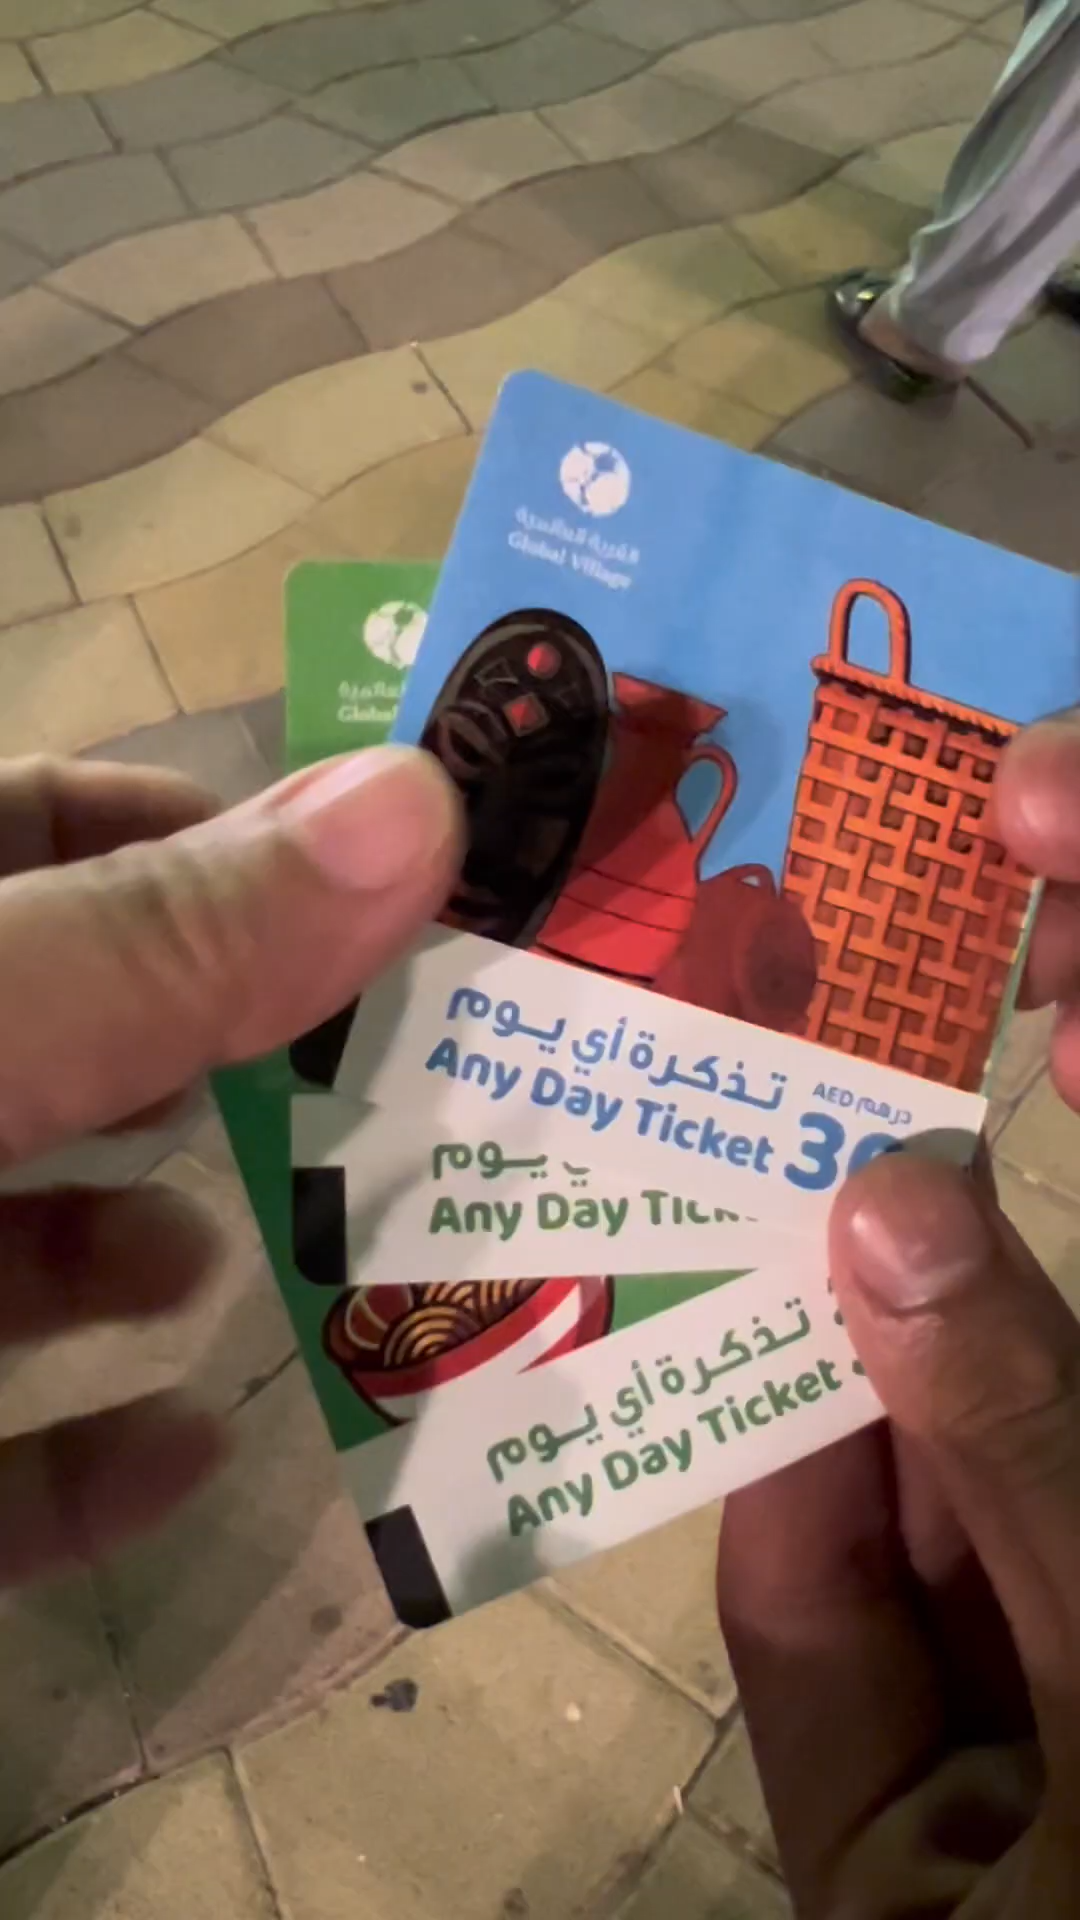 القرية العالمية
Global Village
Global
تذكرة أي يوم
Any Day Ticket
درهم AED
يوم
Any Day
تذكرة أي يوم
Any Day Ticket